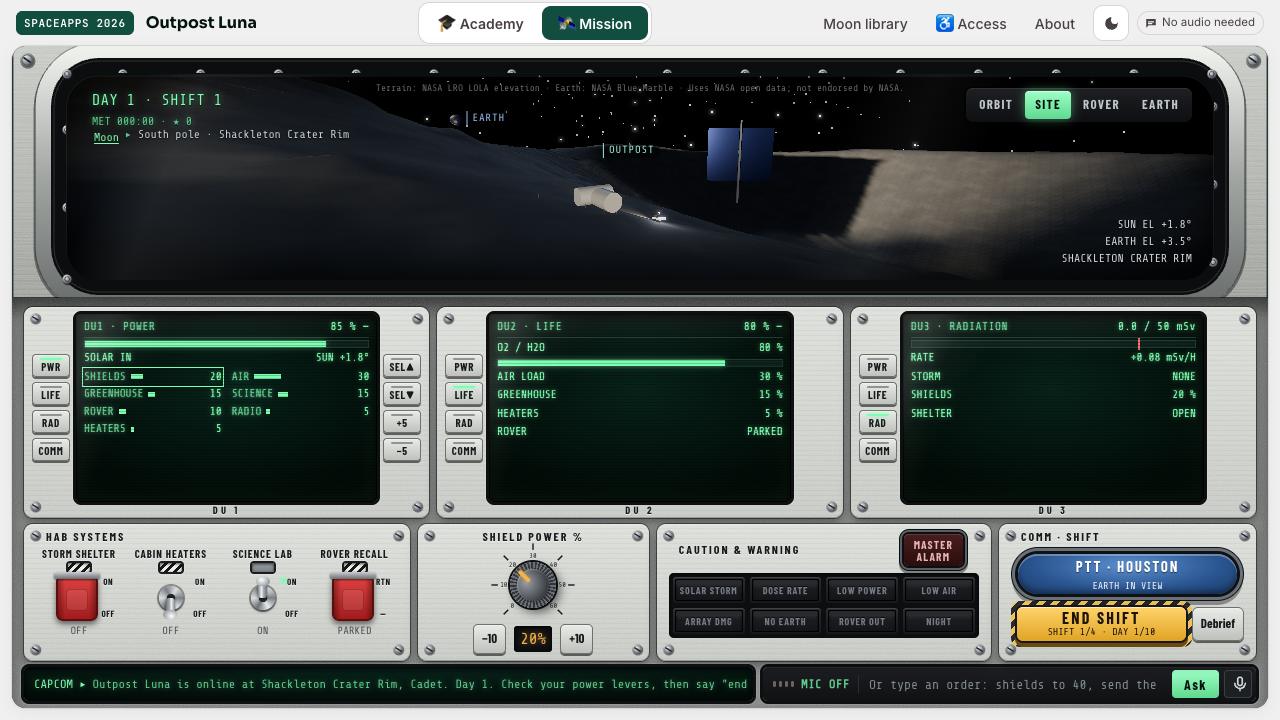 SPACEAPPS 2026
Outpost Luna
Academy
Mission
Moon library
Access
About
No audio needed
DAY 1 · SHIFT 1
MET 000:00 · ★ 0
Moon ▸ South pole · Shackleton Crater Rim
Terrain: NASA LRO LOLA elevation · Earth: NASA Blue Marble · Uses NASA open data; not endorsed by NASA.
EARTH
OUTPOST
ORBIT
SITE
ROVER
EARTH
SUN EL +1.8°
EARTH EL +3.5°
SHACKLETON CRATER RIM
PWR
LIFE
RAD
COMM
DU1 · POWER 85 % −
SOLAR IN SUN +1.8°
SHIELDS 20 AIR 30
GREENHOUSE 15 SCIENCE 15
ROVER 10 RADIO 5
HEATERS 5
SEL▲
SEL▼
+5
−5
DU 1
PWR
LIFE
RAD
COMM
DU2 · LIFE 80 % −
O2 / H2O 80 %
AIR LOAD 30 %
GREENHOUSE 15 %
HEATERS 5 %
ROVER PARKED
DU 2
PWR
LIFE
RAD
COMM
DU3 · RADIATION 0.0 / 50 mSv
RATE +0.08 mSv/H
STORM NONE
SHIELDS 20 %
SHELTER OPEN
DU 3
HAB SYSTEMS
STORM SHELTER
ON
OFF
OFF
CABIN HEATERS
ON
OFF
OFF
SCIENCE LAB
ON
OFF
ON
ROVER RECALL
RTN
—
PARKED
SHIELD POWER %
0 10 20 30 40 50 60
−10
20%
+10
CAUTION & WARNING
MASTER ALARM
SOLAR STORM
DOSE RATE
LOW POWER
LOW AIR
ARRAY DMG
NO EARTH
ROVER OUT
NIGHT
COMM · SHIFT
PTT · HOUSTON
EARTH IN VIEW
END SHIFT
SHIFT 1/4 · DAY 1/10
Debrief
CAPCOM ▸ Outpost Luna is online at Shackleton Crater Rim, Cadet. Day 1. Check your power levers, then say "end
MIC OFF
Or type an order: shields to 40, send the
Ask